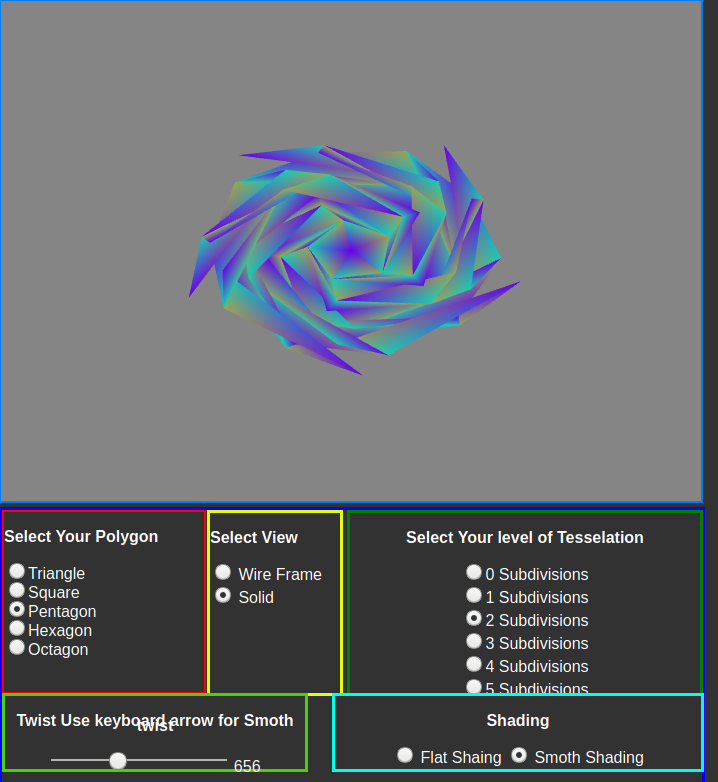 Select Your Polygon
Triangle
Square
Pentagon
Hexagon
Octagon
Select View
Wire Frame
Solid
Select Your level of Tesselation
0 Subdivisions
1 Subdivisions
2 Subdivisions
3 Subdivisions
4 Subdivisions
5 Subdivisions
Twist Use keyboard arrow for Smoth
twist
656
Shading
Flat Shaing
Smoth Shading